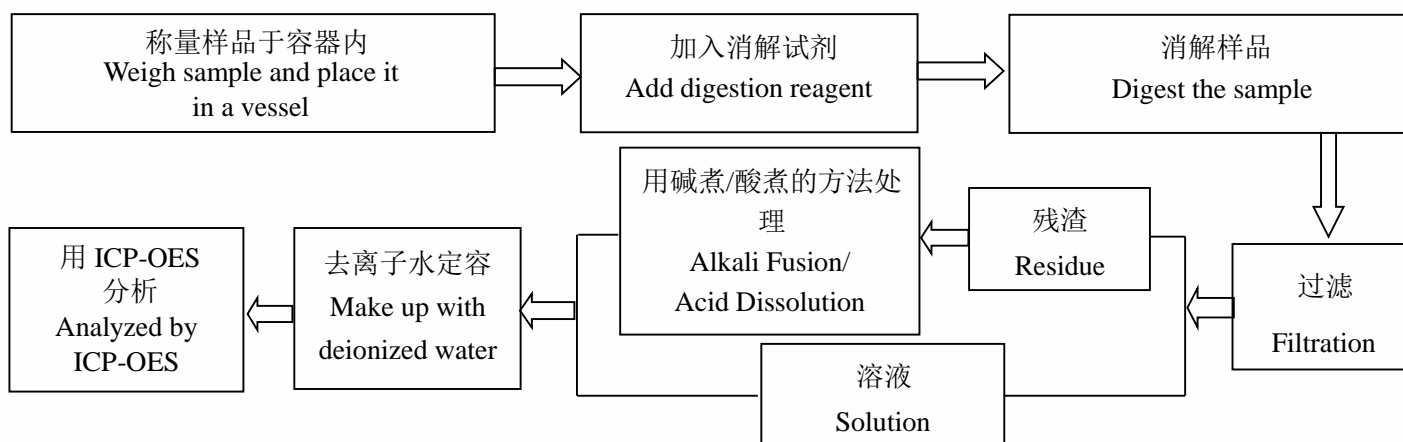 称量样品于容器内
Weigh sample and place it
in a vessel
加入消解试剂
Add digestion reagent
消解样品
Digest the sample
过滤
Filtration
残渣
Residue
用碱煮/酸煮的方法处
理
Alkali Fusion/
Acid Dissolution
溶液
Solution
去离子水定容
Make up with
deionized water
用 ICP-OES
分析
Analyzed by
ICP-OES